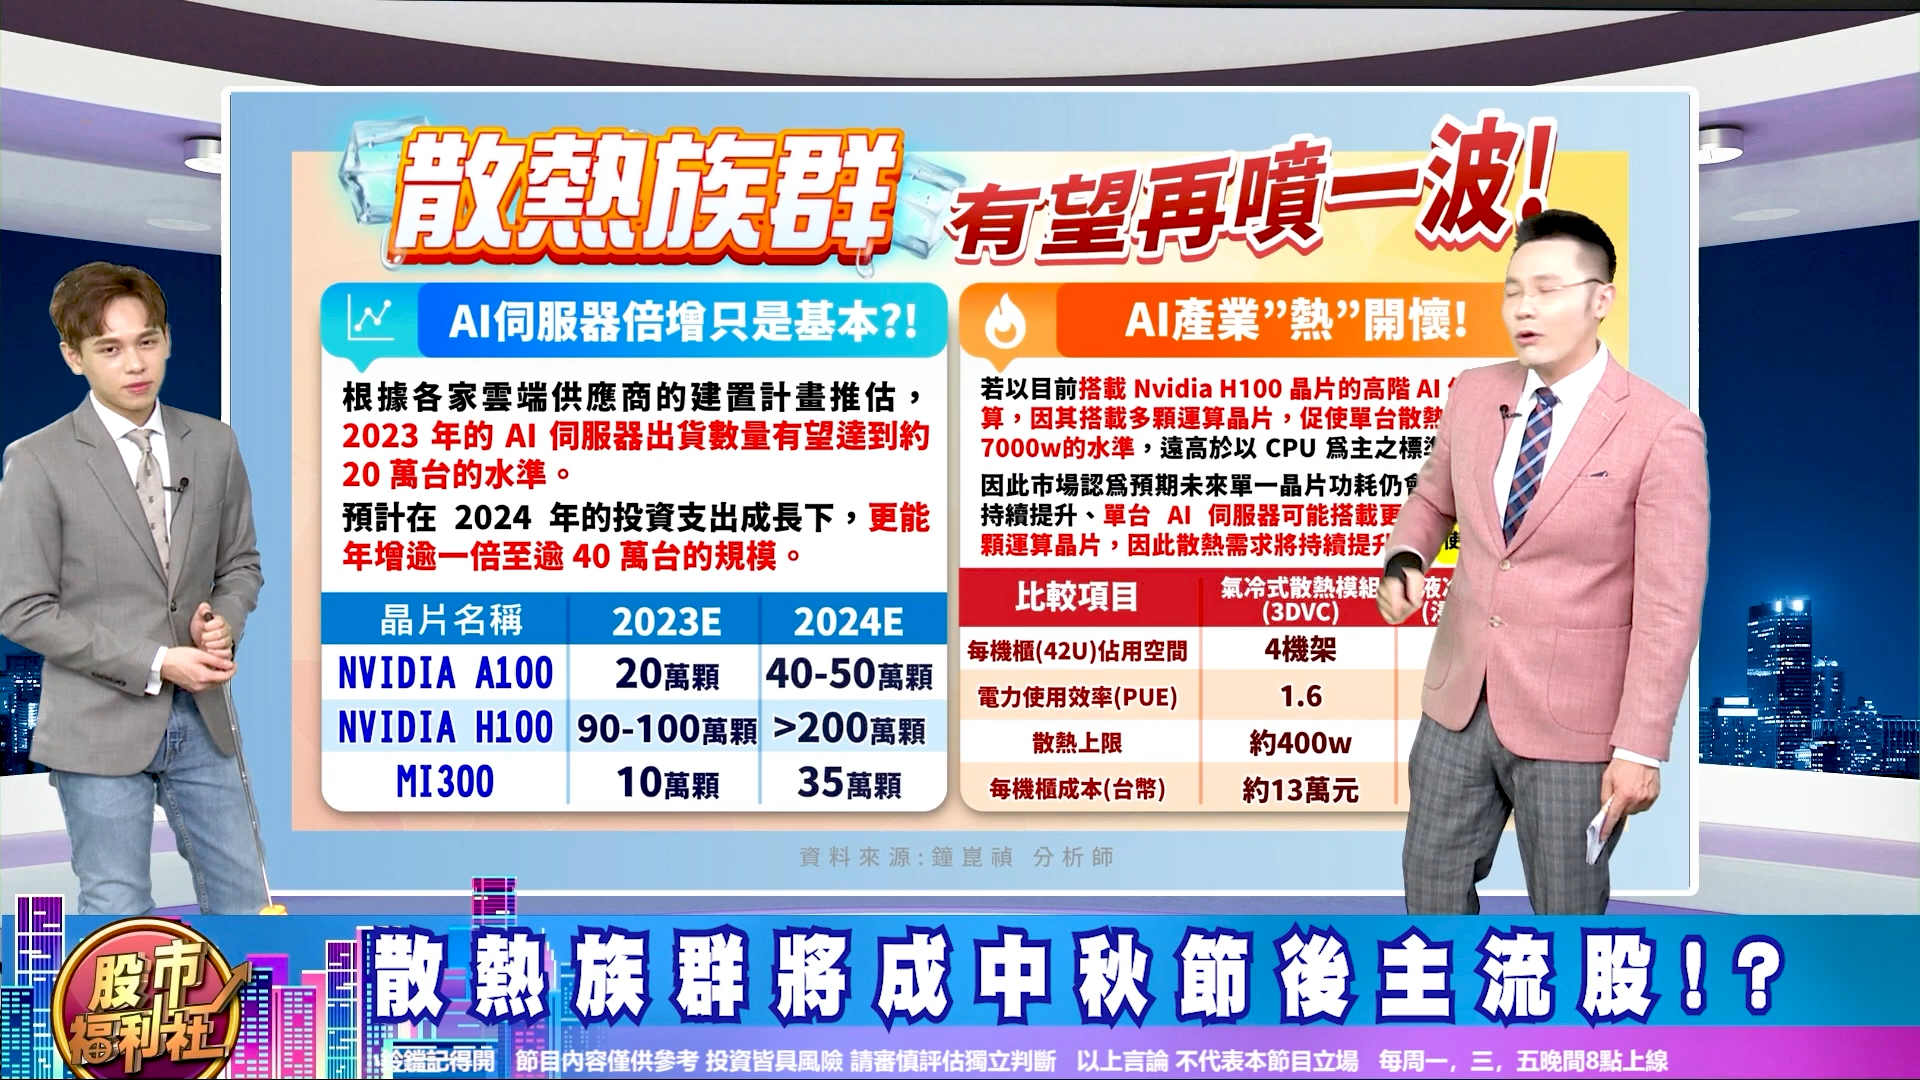 散熱族群 有望再噴一波!
AI伺服器倍增只是基本?!
根據各家雲端供應商的建置計畫推估，
2023 年的 AI 伺服器出貨數量有望達到約
20 萬台的水準。
預計在 2024 年的投資支出成長下，更能
年增逾一倍至逾 40 萬台的規模。
晶片名稱 2023E 2024E
NVIDIA A100 20萬顆 40-50萬顆
NVIDIA H100 90-100萬顆 >200萬顆
MI300 10萬顆 35萬顆
AI產業”熱”開懷!
若以目前搭載 Nvidia H100 晶片的高階 AI
算，因其搭載多顆運算晶片，促使單台散熱
7000w的水準，遠高於以 CPU 爲主之標準
因此市場認爲預期未來單一晶片功耗仍會
持續提升、單台 AI 伺服器可能搭載更
顆運算晶片，因此散熱需求將持續提升 使
比較項目 氣冷式散熱模組 液
(3DVC)
每機櫃(42U)佔用空間 4機架
電力使用效率(PUE) 1.6
散熱上限 約400w
每機櫃成本(台幣) 約13萬元
資料來源:鐘崑禎 分析師
股市
福利社
散熱族群將成中秋節後主流股!?
鈴鐺記得開 節目內容僅供參考 投資皆具風險 請審慎評估獨立判斷 以上言論 不代表本節目立場 每周一，三，五晚間8點上線